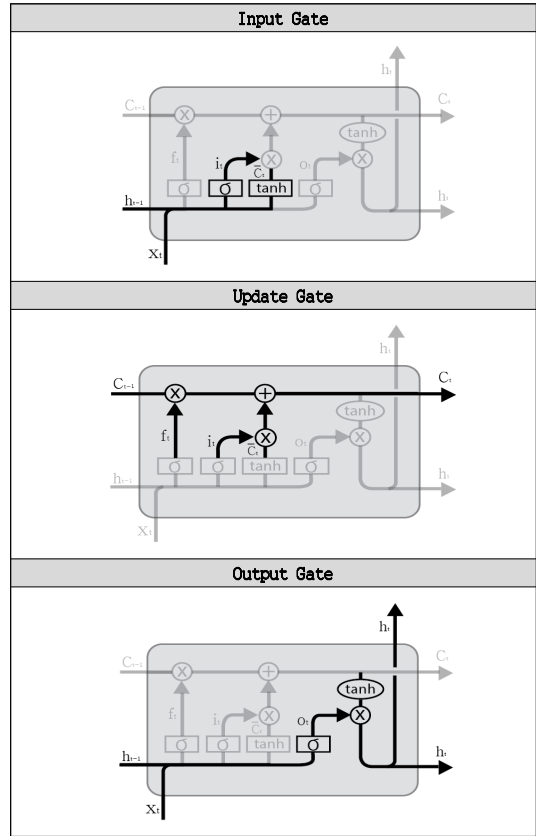 Input Gate
hₜ
Cₜ₋₁ x + Cₜ
tanh
fₜ iₜ x C̅ₜ oₜ x
σ σ tanh σ
hₜ₋₁ hₜ
Xₜ
Update Gate
hₜ
Cₜ₋₁ x + Cₜ
tanh
fₜ iₜ x C̅ₜ oₜ x
σ σ tanh σ
hₜ₋₁ hₜ
Xₜ
Output Gate
hₜ
Cₜ₋₁ x + Cₜ
tanh
fₜ iₜ x C̅ₜ oₜ x
σ σ tanh σ
hₜ₋₁ hₜ
Xₜ